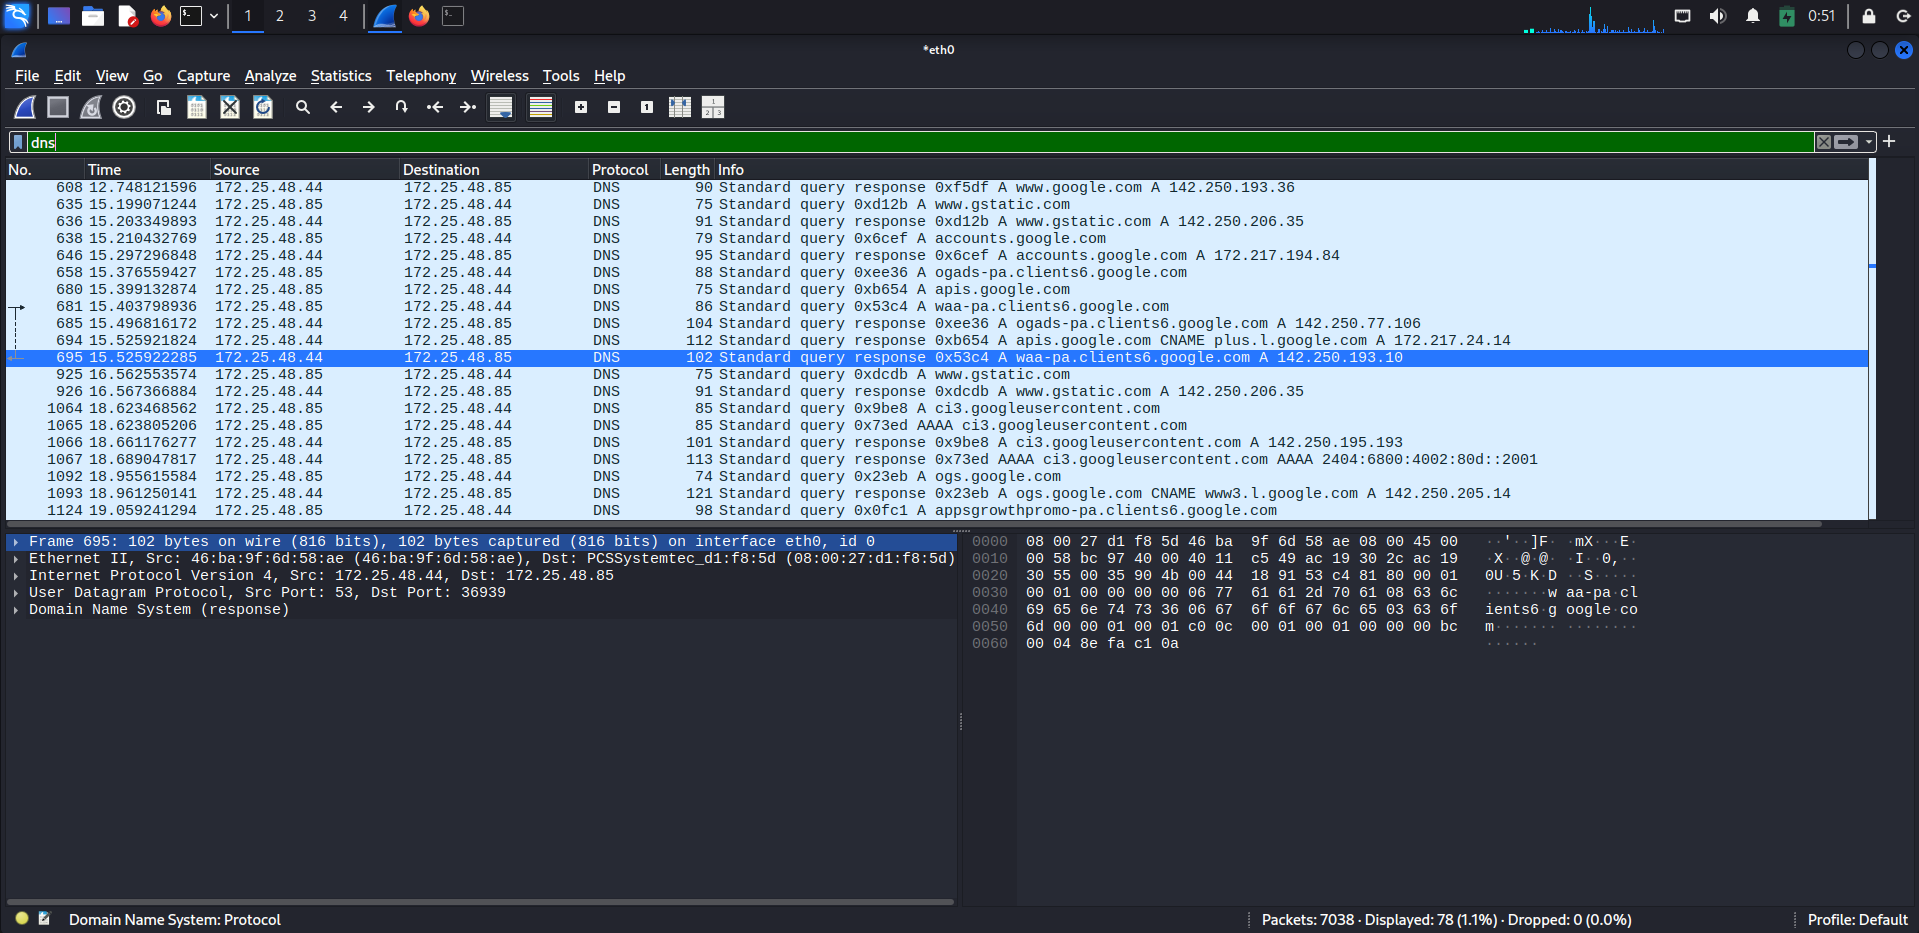 1 2 3 4 0:51
*eth0
File Edit View Go Capture Analyze Statistics Telephony Wireless Tools Help
dns
No. Time Source Destination Protocol Length Info
608 12.748121596 172.25.48.44 172.25.48.85 DNS 90 Standard query response 0xf5df A www.google.com A 142.250.193.36
635 15.199071244 172.25.48.85 172.25.48.44 DNS 75 Standard query 0xd12b A www.gstatic.com
636 15.203349893 172.25.48.44 172.25.48.85 DNS 91 Standard query response 0xd12b A www.gstatic.com A 142.250.206.35
638 15.210432769 172.25.48.85 172.25.48.44 DNS 79 Standard query 0x6cef A accounts.google.com
646 15.297296848 172.25.48.44 172.25.48.85 DNS 95 Standard query response 0x6cef A accounts.google.com A 172.217.194.84
658 15.376559427 172.25.48.85 172.25.48.44 DNS 88 Standard query 0xee36 A ogads-pa.clients6.google.com
680 15.399132874 172.25.48.85 172.25.48.44 DNS 75 Standard query 0xb654 A apis.google.com
681 15.403798936 172.25.48.85 172.25.48.44 DNS 86 Standard query 0x53c4 A waa-pa.clients6.google.com
685 15.496816172 172.25.48.44 172.25.48.85 DNS 104 Standard query response 0xee36 A ogads-pa.clients6.google.com A 142.250.77.106
694 15.525921824 172.25.48.44 172.25.48.85 DNS 112 Standard query response 0xb654 A apis.google.com CNAME plus.l.google.com A 172.217.24.14
695 15.525922285 172.25.48.44 172.25.48.85 DNS 102 Standard query response 0x53c4 A waa-pa.clients6.google.com A 142.250.193.10
925 16.562553574 172.25.48.85 172.25.48.44 DNS 75 Standard query 0xdcdb A www.gstatic.com
926 16.567366884 172.25.48.44 172.25.48.85 DNS 91 Standard query response 0xdcdb A www.gstatic.com A 142.250.206.35
1064 18.623468562 172.25.48.85 172.25.48.44 DNS 85 Standard query 0x9be8 A ci3.googleusercontent.com
1065 18.623805206 172.25.48.85 172.25.48.44 DNS 85 Standard query 0x73ed AAAA ci3.googleusercontent.com
1066 18.661176277 172.25.48.44 172.25.48.85 DNS 101 Standard query response 0x9be8 A ci3.googleusercontent.com A 142.250.195.193
1067 18.689047817 172.25.48.44 172.25.48.85 DNS 113 Standard query response 0x73ed AAAA ci3.googleusercontent.com AAAA 2404:6800:4002:80d::2001
1092 18.955615584 172.25.48.85 172.25.48.44 DNS 74 Standard query 0x23eb A ogs.google.com
1093 18.961250141 172.25.48.44 172.25.48.85 DNS 121 Standard query response 0x23eb A ogs.google.com CNAME www3.l.google.com A 142.250.205.14
1124 19.059241294 172.25.48.85 172.25.48.44 DNS 98 Standard query 0x0fc1 A appsgrowthpromo-pa.clients6.google.com
Frame 695: 102 bytes on wire (816 bits), 102 bytes captured (816 bits) on interface eth0, id 0
Ethernet II, Src: 46:ba:9f:6d:58:ae (46:ba:9f:6d:58:ae), Dst: PCSSystemtec_d1:f8:5d (08:00:27:d1:f8:5d)
Internet Protocol Version 4, Src: 172.25.48.44, Dst: 172.25.48.85
User Datagram Protocol, Src Port: 53, Dst Port: 36939
Domain Name System (response)
0000 08 00 27 d1 f8 5d 46 ba 9f 6d 58 ae 08 00 45 00 ··'··]F· ·mX···E·
0010 00 58 bc 97 40 00 40 11 c5 49 ac 19 30 2c ac 19 ·X··@·@· ·I··0,··
0020 30 55 00 35 90 4b 00 44 18 91 53 c4 81 80 00 01 0U·5·K·D ··S·····
0030 00 01 00 00 00 00 06 77 61 61 2d 70 61 08 63 6c ·······w aa-pa·cl
0040 69 65 6e 74 73 36 06 67 6f 6f 67 6c 65 03 63 6f ients6·g oogle·co
0050 6d 00 00 01 00 01 c0 0c 00 01 00 01 00 00 00 bc m······· ········
0060 00 04 8e fa c1 0a ······
Domain Name System: Protocol
Packets: 7038 · Displayed: 78 (1.1%) · Dropped: 0 (0.0%)
Profile: Default